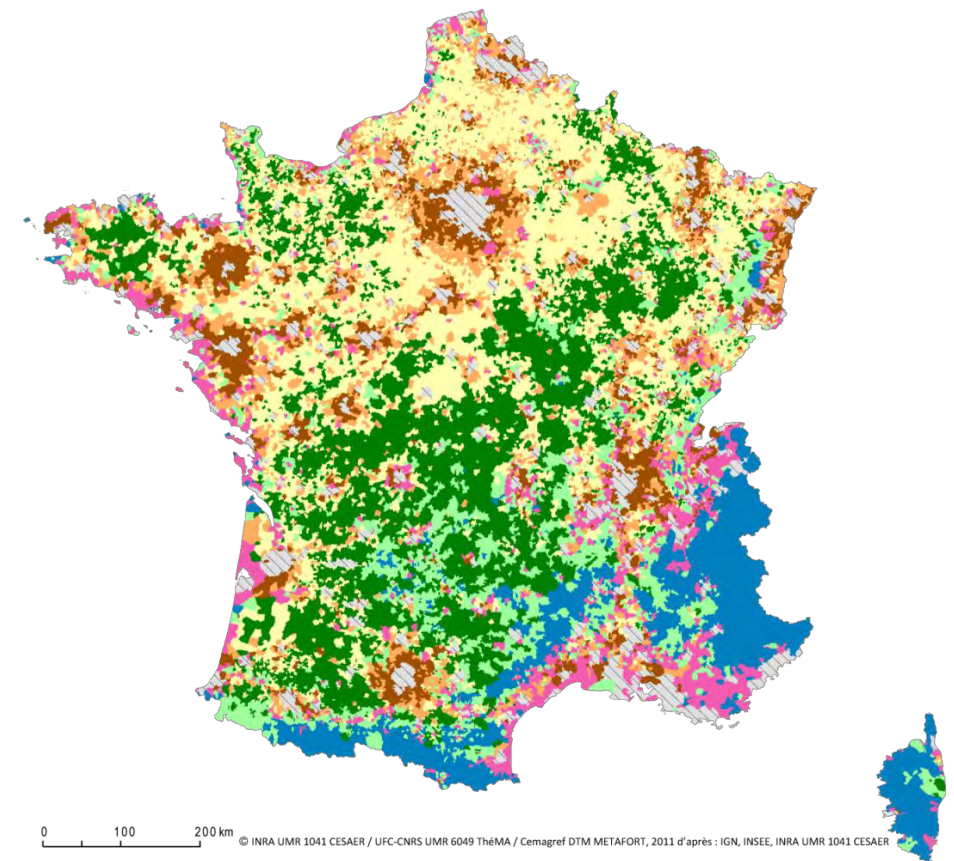 0 100 200 km
© INRA UMR 1041 CESAER / UFC-CNRS UMR 6049 ThéMA / Cemagref DTM METAFORT, 2011 d'après : IGN, INSEE, INRA UMR 1041 CESAER